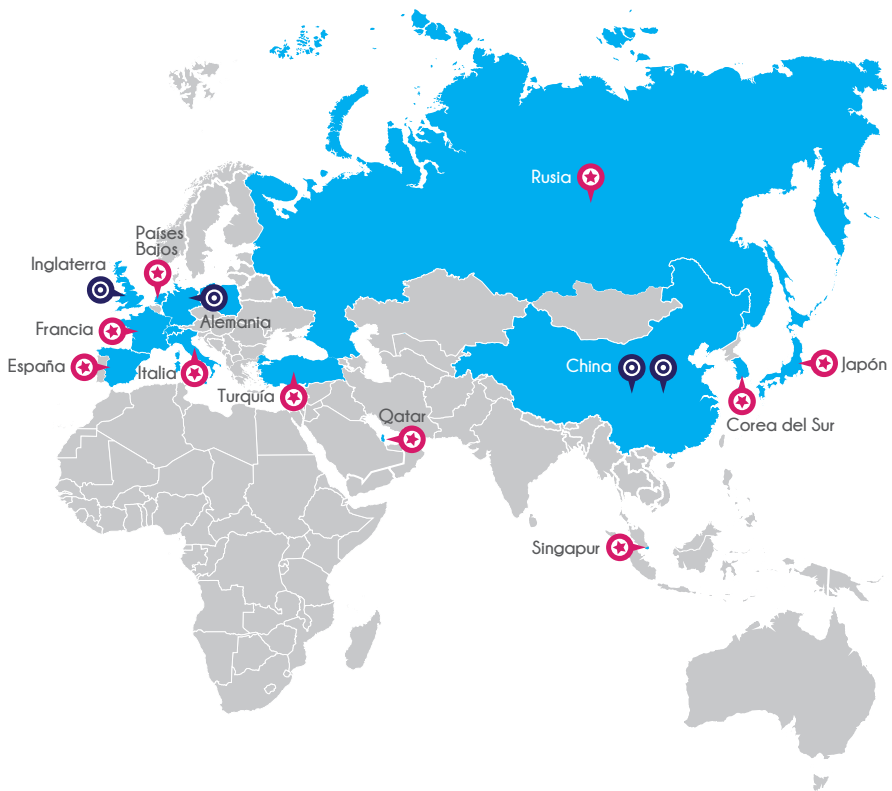 Rusia
Países
Bajos
Inglaterra
Alemania
Francia
España
Italia
Turquía
Qatar
China
Japón
Corea del Sur
Singapur